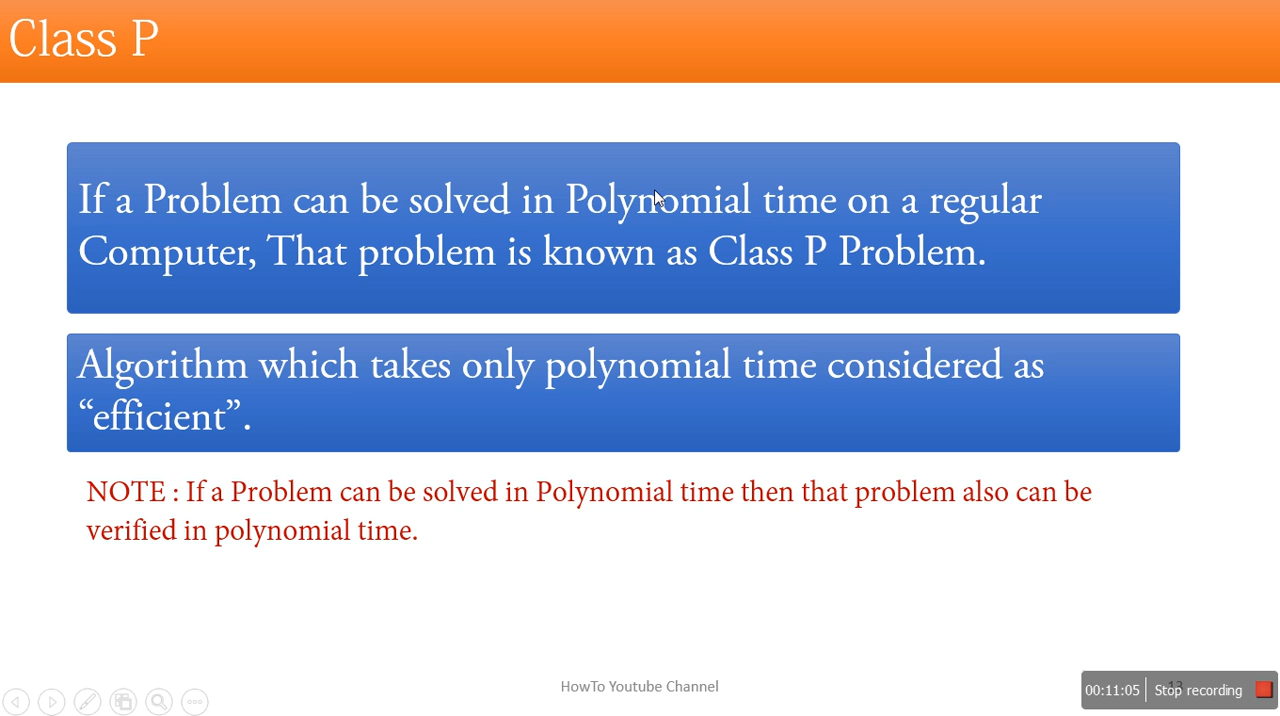 Class P
If a Problem can be solved in Polynomial time on a regular
Computer, That problem is known as Class P Problem.
Algorithm which takes only polynomial time considered as
“efficient”.
NOTE : If a Problem can be solved in Polynomial time then that problem also can be
verified in polynomial time.
HowTo Youtube Channel
13
00:11:05 Stop recording